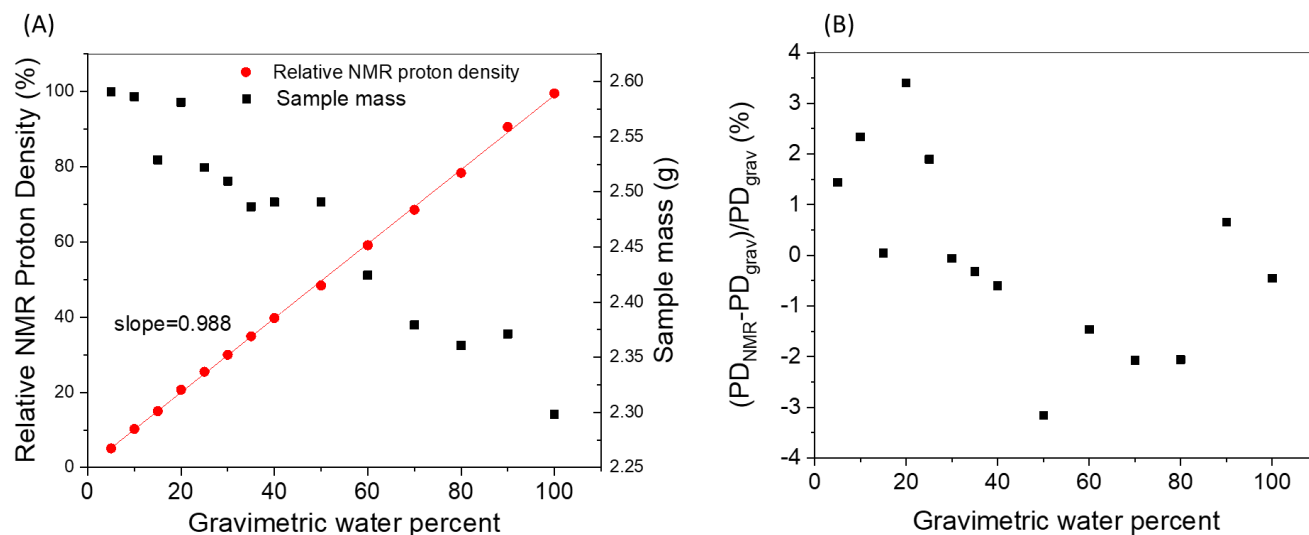 (A)
Relative NMR proton density
Sample mass
slope=0.988
Relative NMR Proton Density (%)
0
20
40
60
80
100
Sample mass (g)
2.60
2.55
2.50
2.45
2.40
2.35
2.30
2.25
0 20 40 60 80 100
Gravimetric water percent
(B)
(PD_NMR-PD_grav)/PD_grav (%)
4
3
2
1
0
-1
-2
-3
-4
0 20 40 60 80 100
Gravimetric water percent